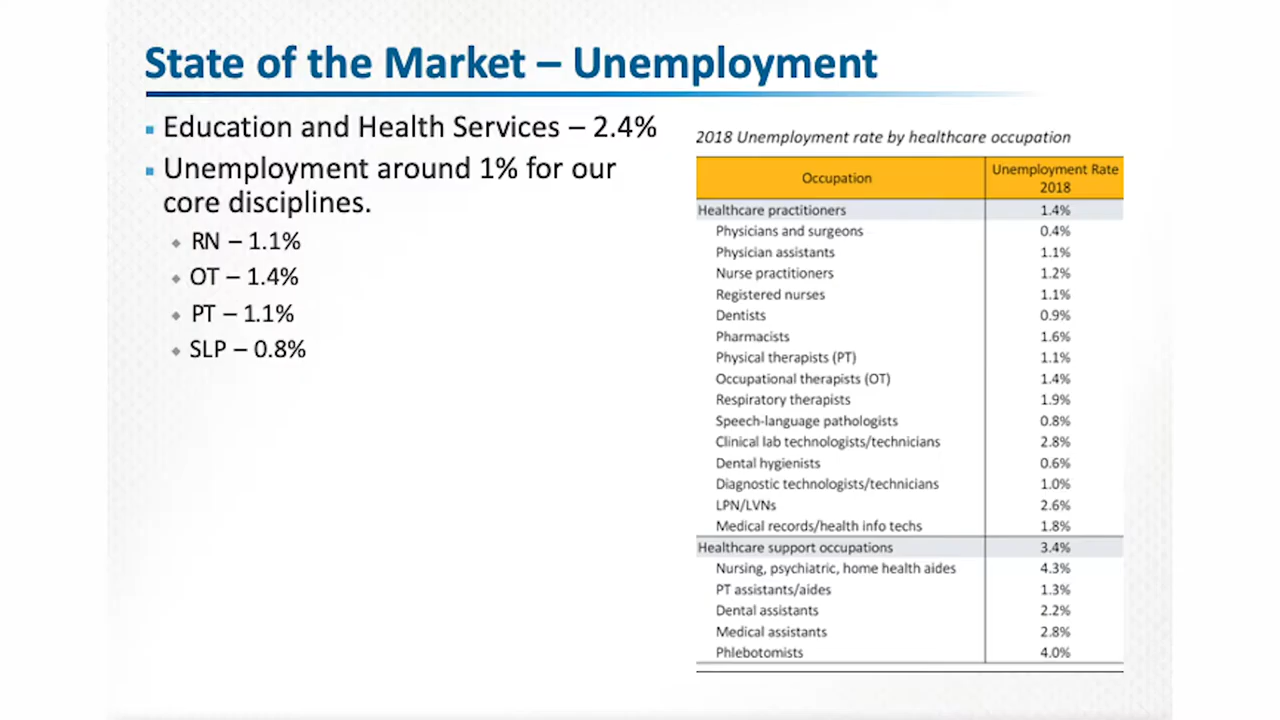 State of the Market – Unemployment
▪ Education and Health Services – 2.4%
▪ Unemployment around 1% for our
core disciplines.
◆ RN – 1.1%
◆ OT – 1.4%
◆ PT – 1.1%
◆ SLP – 0.8%
2018 Unemployment rate by healthcare occupation
Occupation Unemployment Rate
2018
Healthcare practitioners 1.4%
Physicians and surgeons 0.4%
Physician assistants 1.1%
Nurse practitioners 1.2%
Registered nurses 1.1%
Dentists 0.9%
Pharmacists 1.6%
Physical therapists (PT) 1.1%
Occupational therapists (OT) 1.4%
Respiratory therapists 1.9%
Speech-language pathologists 0.8%
Clinical lab technologists/technicians 2.8%
Dental hygienists 0.6%
Diagnostic technologists/technicians 1.0%
LPN/LVNs 2.6%
Medical records/health info techs 1.8%
Healthcare support occupations 3.4%
Nursing, psychiatric, home health aides 4.3%
PT assistants/aides 1.3%
Dental assistants 2.2%
Medical assistants 2.8%
Phlebotomists 4.0%